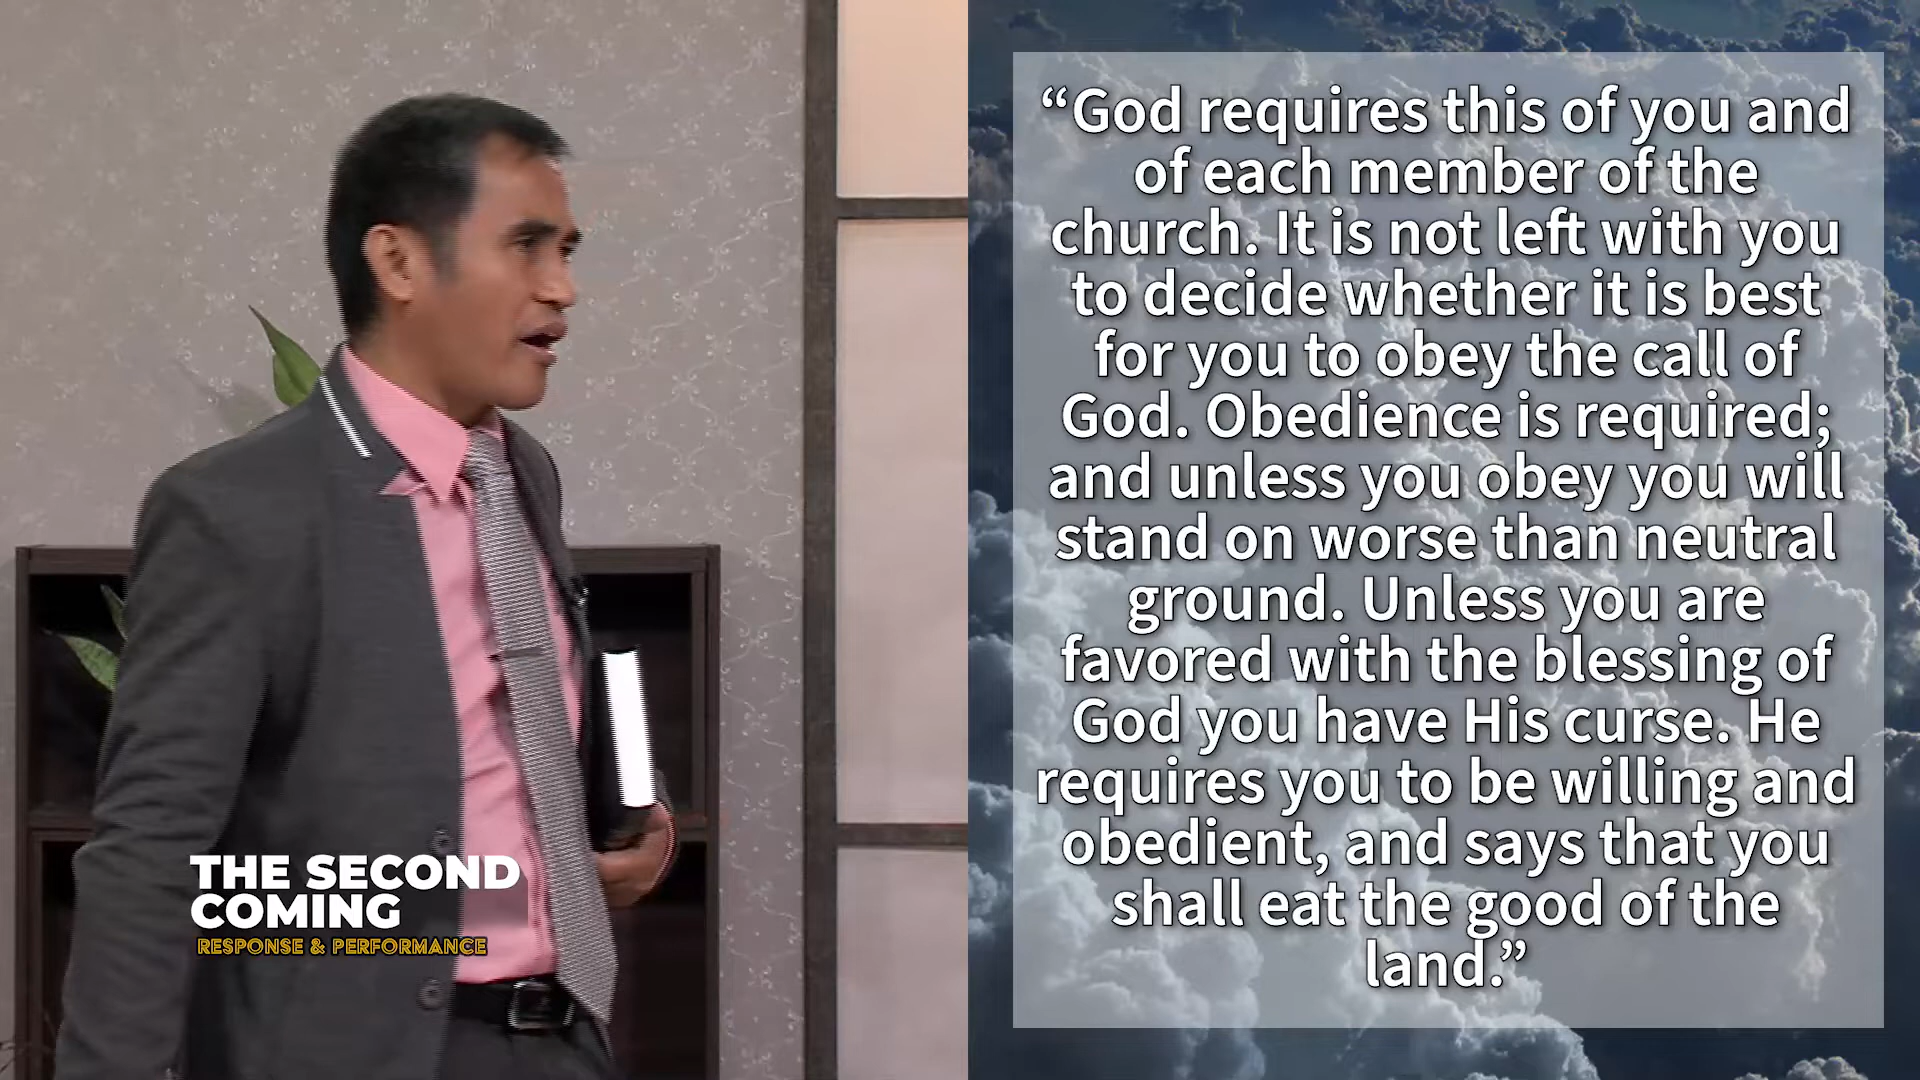 THE SECOND
COMING
RESPONSE & PERFORMANCE
“God requires this of you and
of each member of the
church. It is not left with you
to decide whether it is best
for you to obey the call of
God. Obedience is required;
and unless you obey you will
stand on worse than neutral
ground. Unless you are
favored with the blessing of
God you have His curse. He
requires you to be willing and
obedient, and says that you
shall eat the good of the
land.”